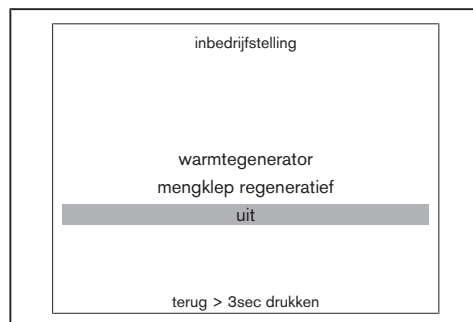 inbedrijfstelling
warmtegenerator
mengklep regeneratief
uit
terug > 3sec drukken